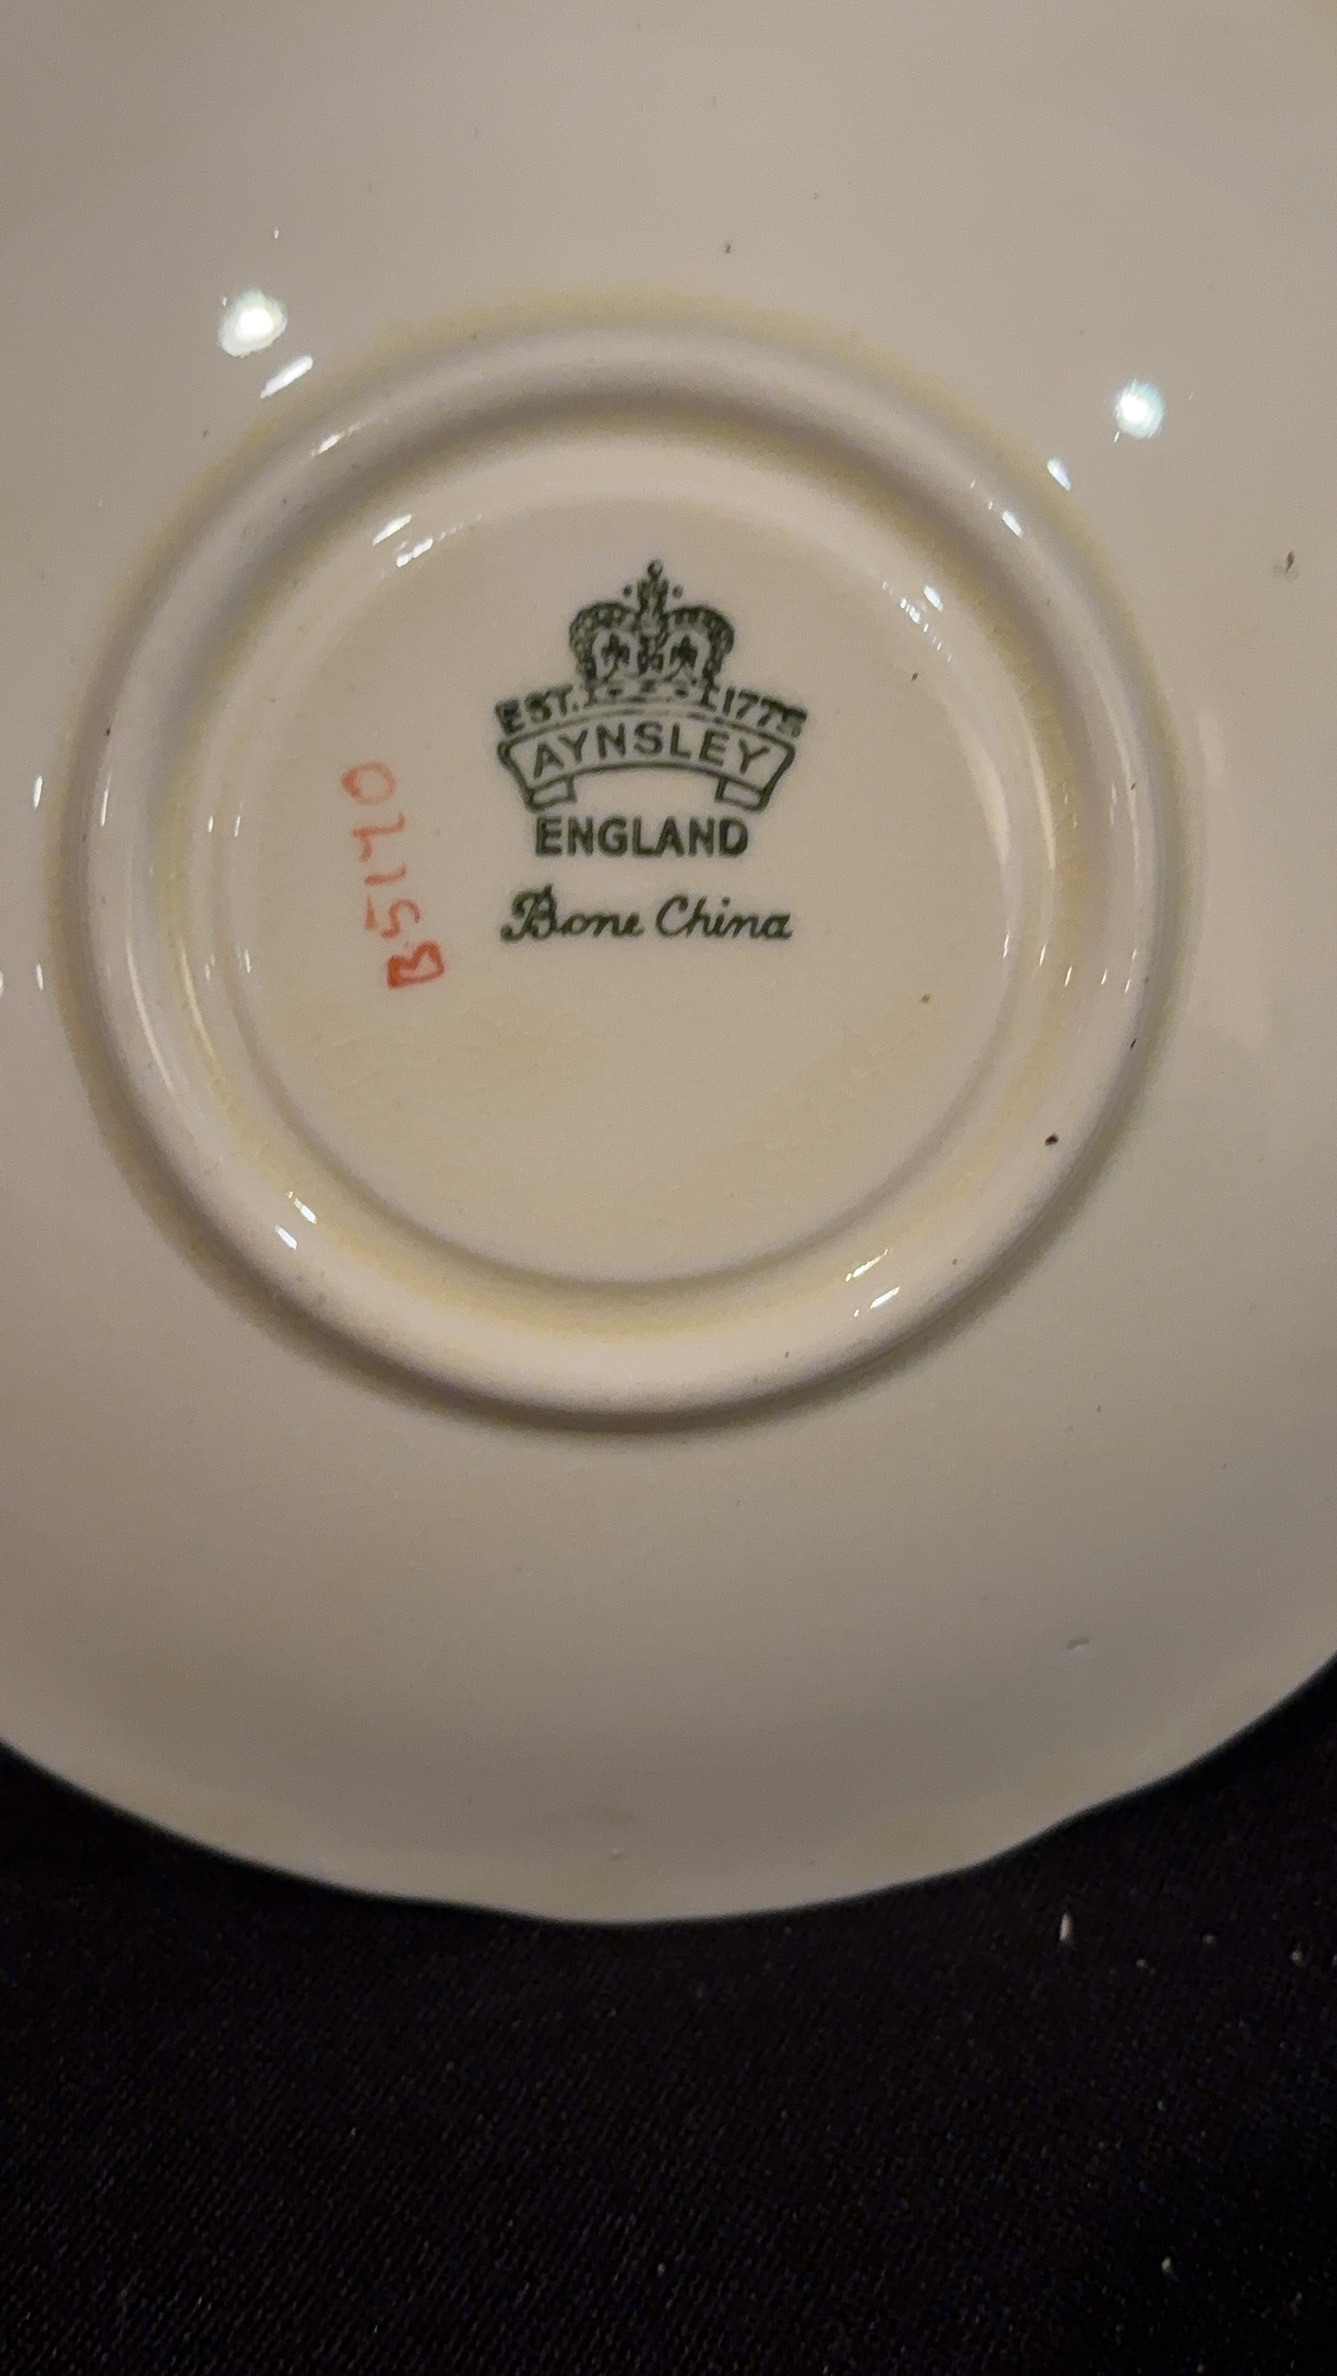 EST. 1775
AYNSLEY
ENGLAND
Bone China
B5170